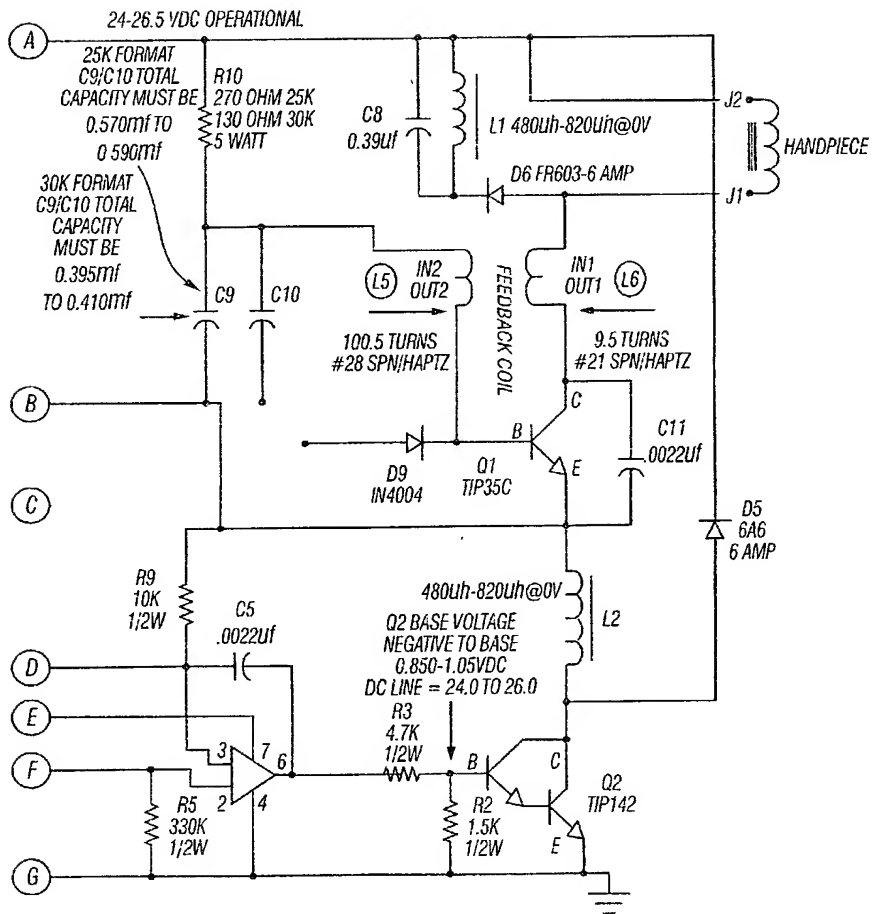 24-26.5 VDC OPERATIONAL
A
25K FORMAT
C9/C10 TOTAL
CAPACITY MUST BE
0.570mf TO
0 590mf
R10
270 OHM 25K
130 OHM 30K
5 WATT
C8
0.39uf
L1 480uh-820uh@0V
J2
HANDPIECE
J1
D6 FR603-6 AMP
30K FORMAT
C9/C10 TOTAL
CAPACITY
MUST BE
0.395mf
TO 0.410mf
C9
C10
L5
IN2
OUT2
FEEDBACK COIL
IN1
OUT1
L6
100.5 TURNS
#28 SPN/HAPTZ
9.5 TURNS
#21 SPN/HAPTZ
B
C
B
E
C11
.0022uf
D9
IN4004
Q1
TIP35C
C
D5
6A6
6 AMP
R9
10K
1/2W
C5
.0022uf
480uh-820uh@0V
L2
Q2 BASE VOLTAGE
NEGATIVE TO BASE
0.850-1.05VDC
DC LINE = 24.0 TO 26.0
D
E
R3
4.7K
1/2W
3
7
6
2
4
B
C
Q2
TIP142
F
R5
330K
1/2W
R2
1.5K
1/2W
E
G